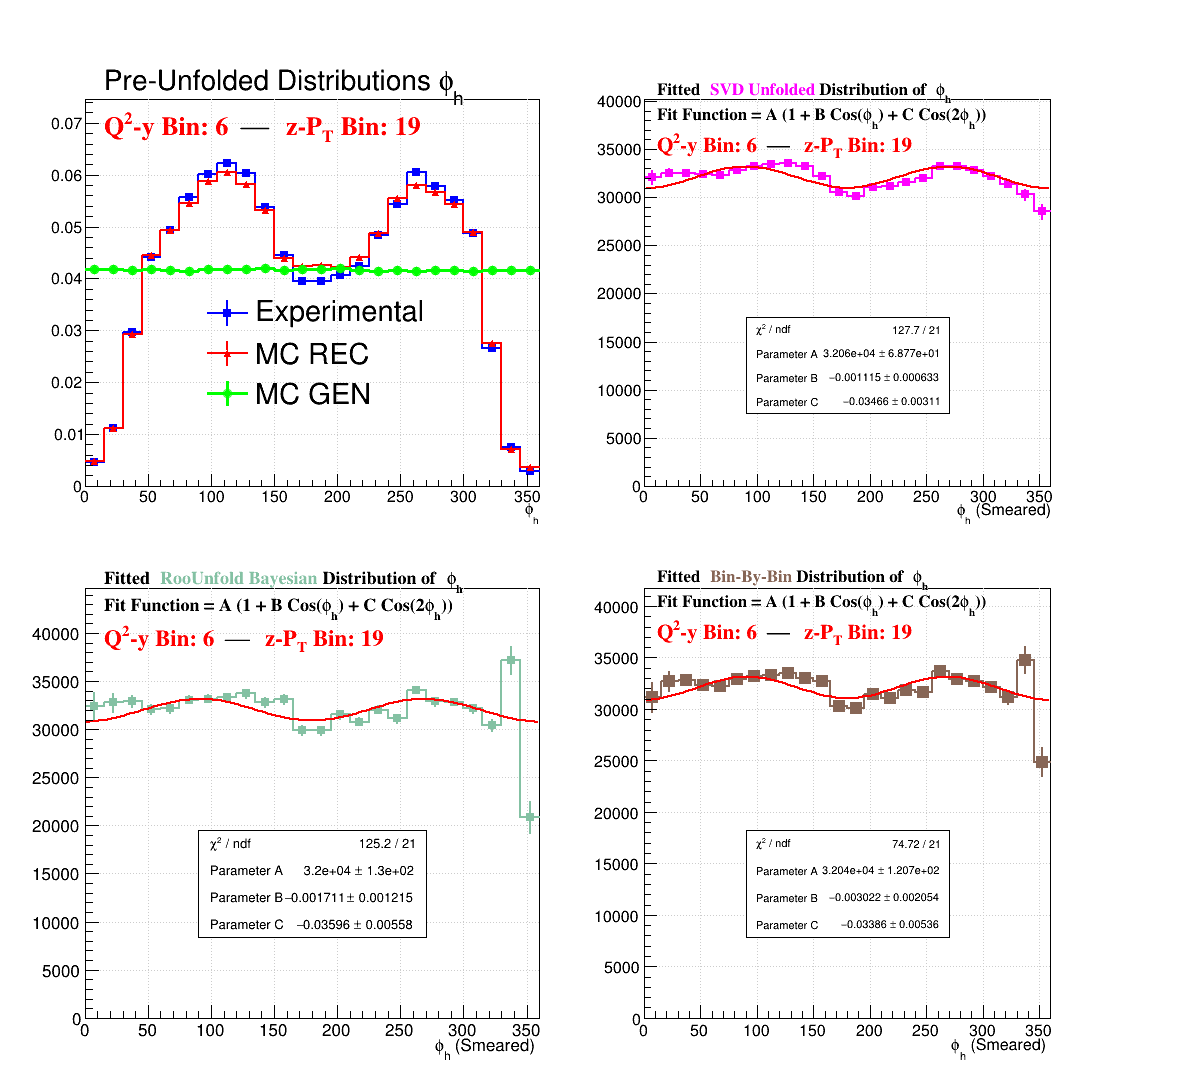 Pre-Unfolded Distributions ϕh
Q²-y Bin: 6 — z-PT Bin: 19
0.07
0.06
0.05
0.04
0.03
0.02
0.01
0
Experimental
MC REC
MC GEN
0 50 100 150 200 250 300
ϕh
Fitted SVD Unfolded Distribution of ϕh
Fit Function = A (1 + B Cos(ϕh) + C Cos(2ϕh))
Q²-y Bin: 6 — z-PT Bin: 19
40000
35000
30000
25000
20000
15000
10000
5000
0
χ² / ndf 127.7 / 21
Parameter A 3.206e+04 ± 6.877e+01
Parameter B −0.001115 ± 0.000633
Parameter C −0.03466 ± 0.00311
0 50 100 150 200 250 300 350
ϕh (Smeared)
Fitted RooUnfold Bayesian Distribution of ϕh
Fit Function = A (1 + B Cos(ϕh) + C Cos(2ϕh))
Q²-y Bin: 6 — z-PT Bin: 19
40000
35000
30000
25000
20000
15000
10000
5000
0
χ² / ndf 125.2 / 21
Parameter A 3.2e+04 ± 1.3e+02
Parameter B −0.001711 ± 0.001215
Parameter C −0.03596 ± 0.00558
0 50 100 150 200 250 300 350
ϕh (Smeared)
Fitted Bin-By-Bin Distribution of ϕh
Fit Function = A (1 + B Cos(ϕh) + C Cos(2ϕh))
Q²-y Bin: 6 — z-PT Bin: 19
40000
35000
30000
25000
20000
15000
10000
5000
0
χ² / ndf 74.72 / 21
Parameter A 3.204e+04 ± 1.207e+02
Parameter B −0.003022 ± 0.002054
Parameter C −0.03386 ± 0.00536
0 50 100 150 200 250 300 350
ϕh (Smeared)